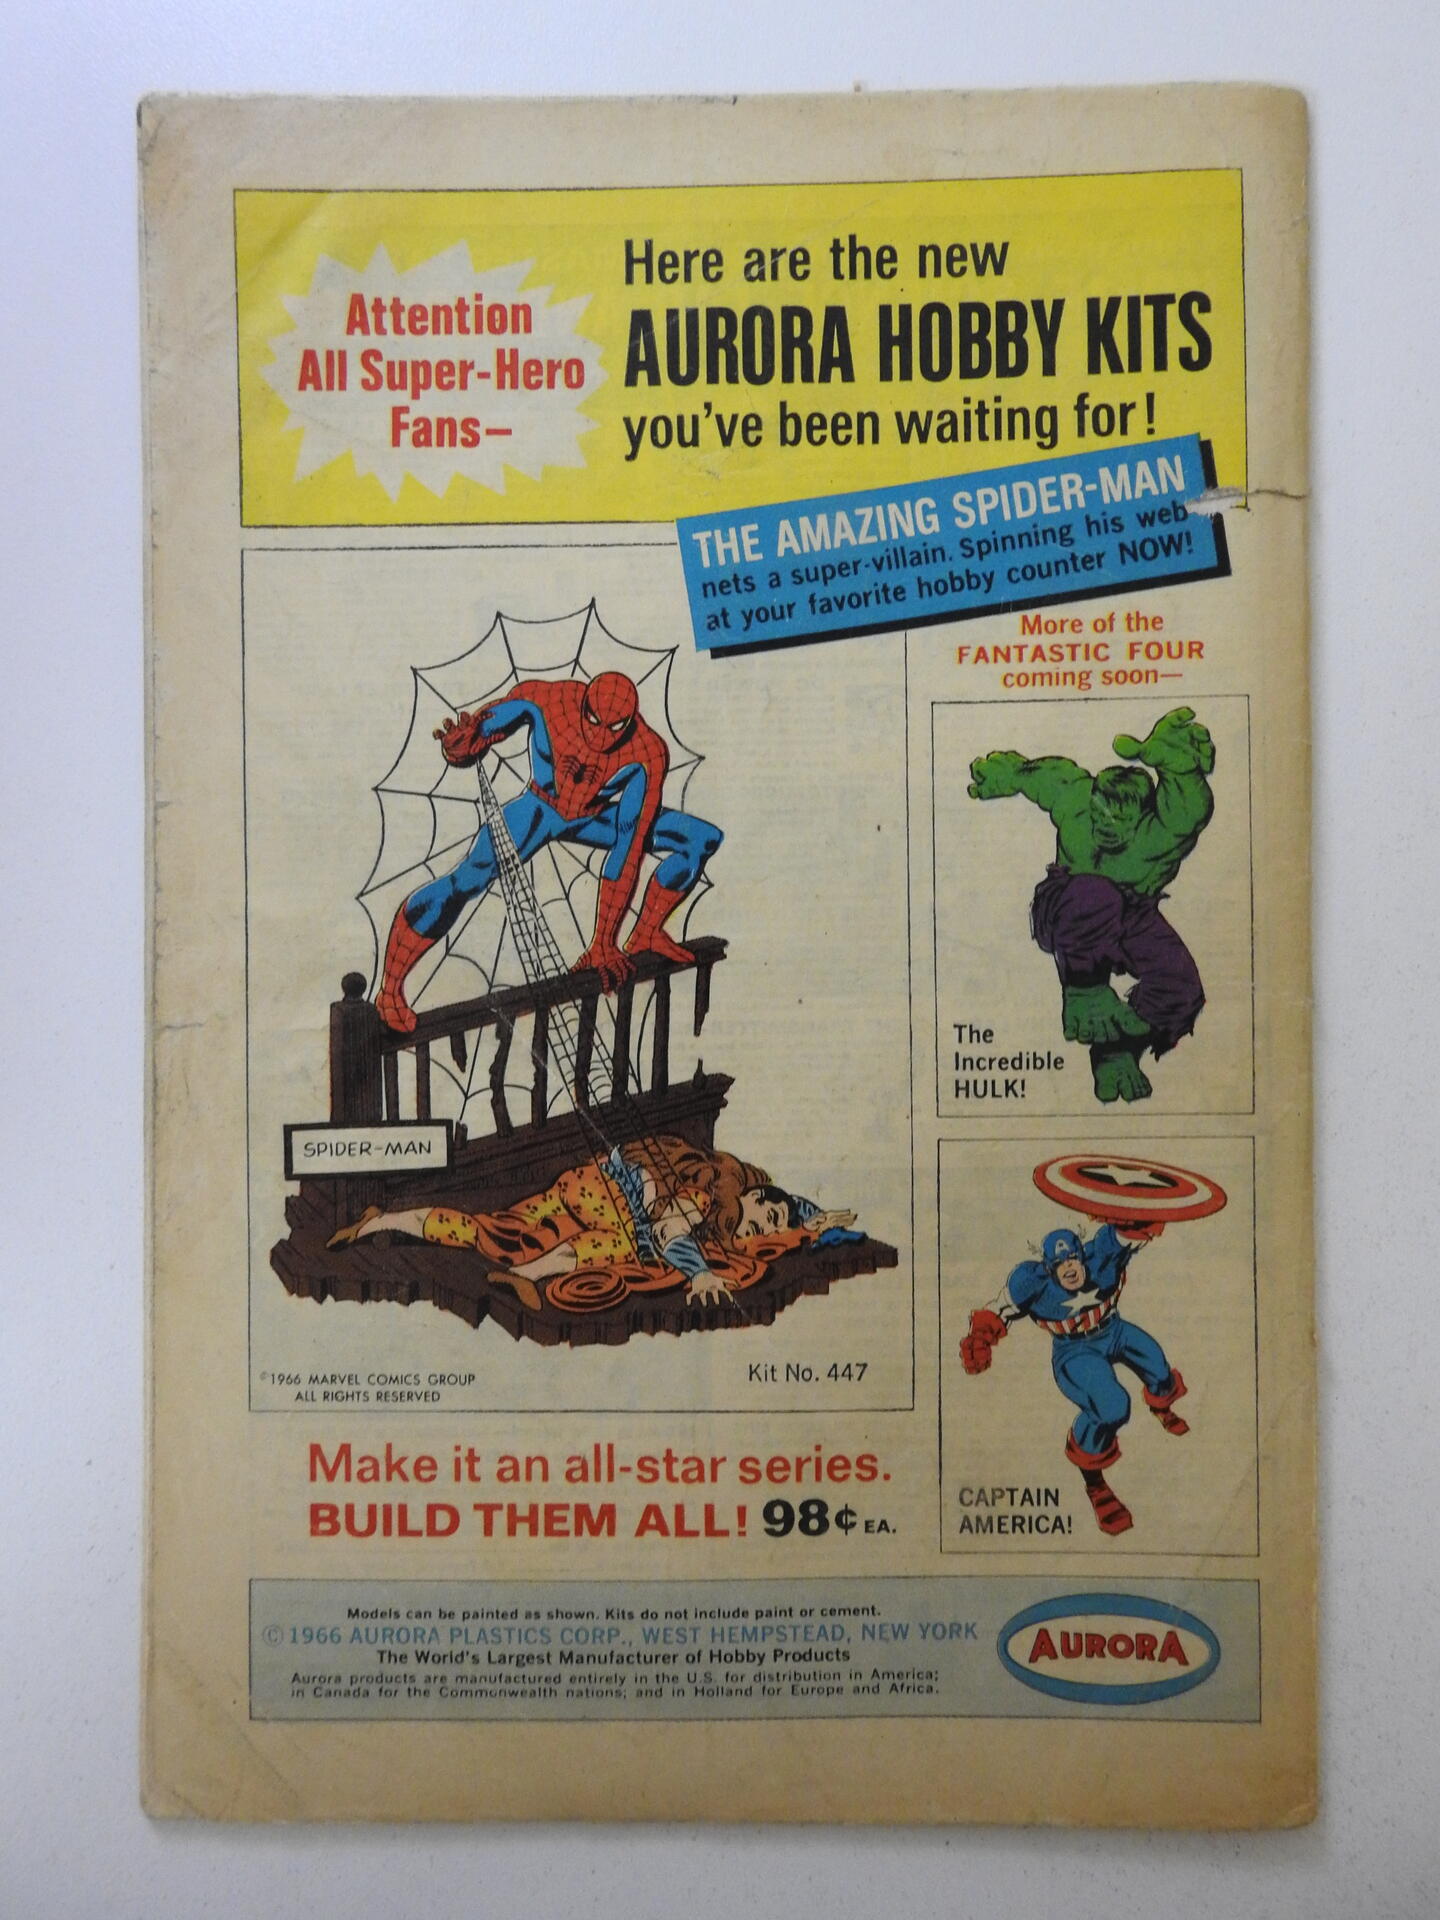 Attention
All Super-Hero
Fans—
Here are the new
AURORA HOBBY KITS
you've been waiting for!
THE AMAZING SPIDER-MAN
nets a super-villain. Spinning his web
at your favorite hobby counter NOW!
More of the
FANTASTIC FOUR
coming soon—
The
Incredible
HULK!
SPIDER-MAN
©1966 MARVEL COMICS GROUP
ALL RIGHTS RESERVED
Kit No. 447
A
CAPTAIN
AMERICA!
Make it an all-star series.
BUILD THEM ALL! 98¢ EA.
Models can be painted as shown. Kits do not include paint or cement.
© 1966 AURORA PLASTICS CORP., WEST HEMPSTEAD, NEW YORK
The World's Largest Manufacturer of Hobby Products
Aurora products are manufactured entirely in the U.S. for distribution in America;
in Canada for the Commonwealth nations; and in Holland for Europe and Africa.
AURORA